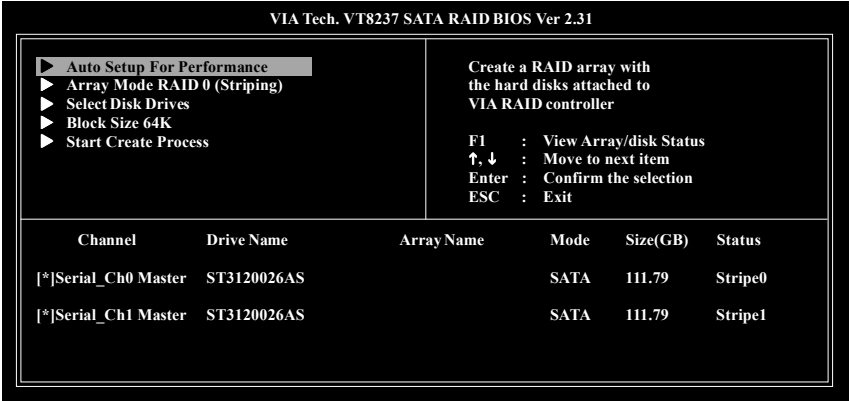 VIA Tech. VT8237 SATA RAID BIOS Ver 2.31
Auto Setup For Performance
Array Mode RAID 0 (Striping)
Select Disk Drives
Block Size 64K
Start Create Process
Create a RAID array with
the hard disks attached to
VIA RAID controller
F1 : View Array/disk Status
↑, ↓ : Move to next item
Enter : Confirm the selection
ESC : Exit
Channel Drive Name Array Name Mode Size(GB) Status
[*]Serial_Ch0 Master ST3120026AS SATA 111.79 Stripe0
[*]Serial_Ch1 Master ST3120026AS SATA 111.79 Stripe1